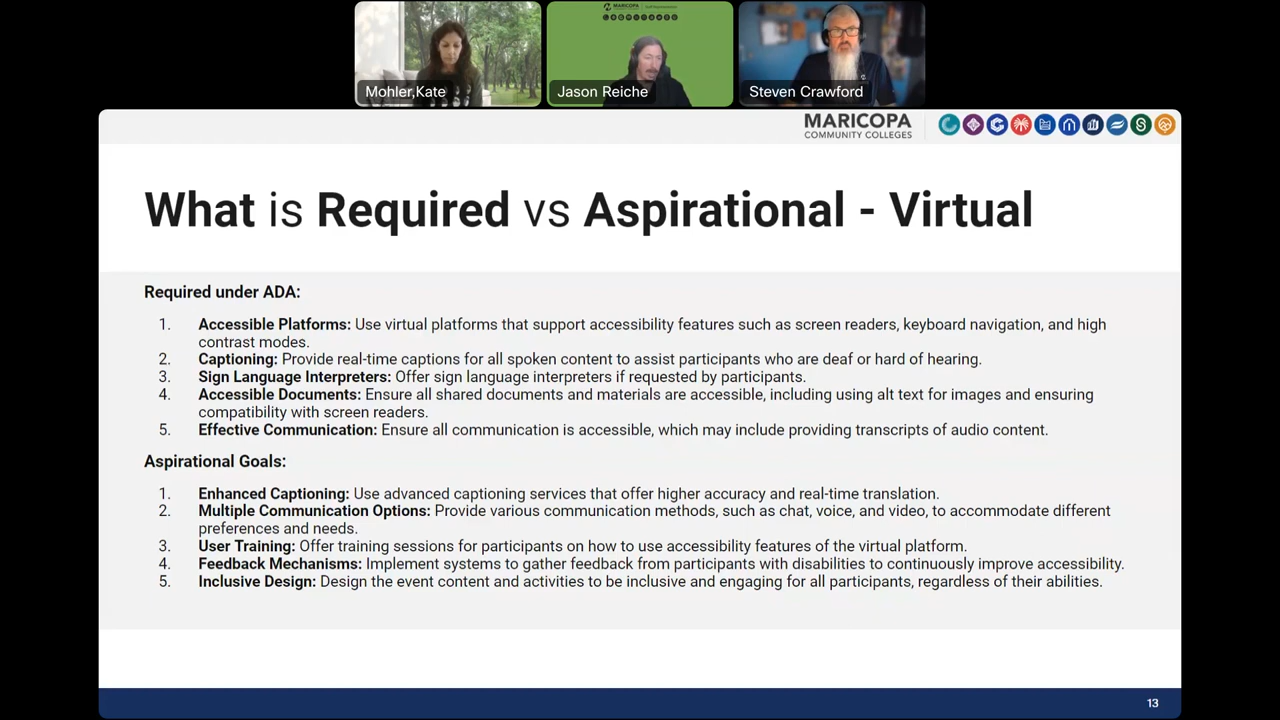 MARICOPA
Mohler,Kate
Jason Reiche
Steven Crawford
MARICOPA
COMMUNITY COLLEGES
What is Required vs Aspirational - Virtual
Required under ADA:
1. Accessible Platforms: Use virtual platforms that support accessibility features such as screen readers, keyboard navigation, and high
contrast modes.
2. Captioning: Provide real-time captions for all spoken content to assist participants who are deaf or hard of hearing.
3. Sign Language Interpreters: Offer sign language interpreters if requested by participants.
4. Accessible Documents: Ensure all shared documents and materials are accessible, including using alt text for images and ensuring
compatibility with screen readers.
5. Effective Communication: Ensure all communication is accessible, which may include providing transcripts of audio content.
Aspirational Goals:
1. Enhanced Captioning: Use advanced captioning services that offer higher accuracy and real-time translation.
2. Multiple Communication Options: Provide various communication methods, such as chat, voice, and video, to accommodate different
preferences and needs.
3. User Training: Offer training sessions for participants on how to use accessibility features of the virtual platform.
4. Feedback Mechanisms: Implement systems to gather feedback from participants with disabilities to continuously improve accessibility.
5. Inclusive Design: Design the event content and activities to be inclusive and engaging for all participants, regardless of their abilities.
13